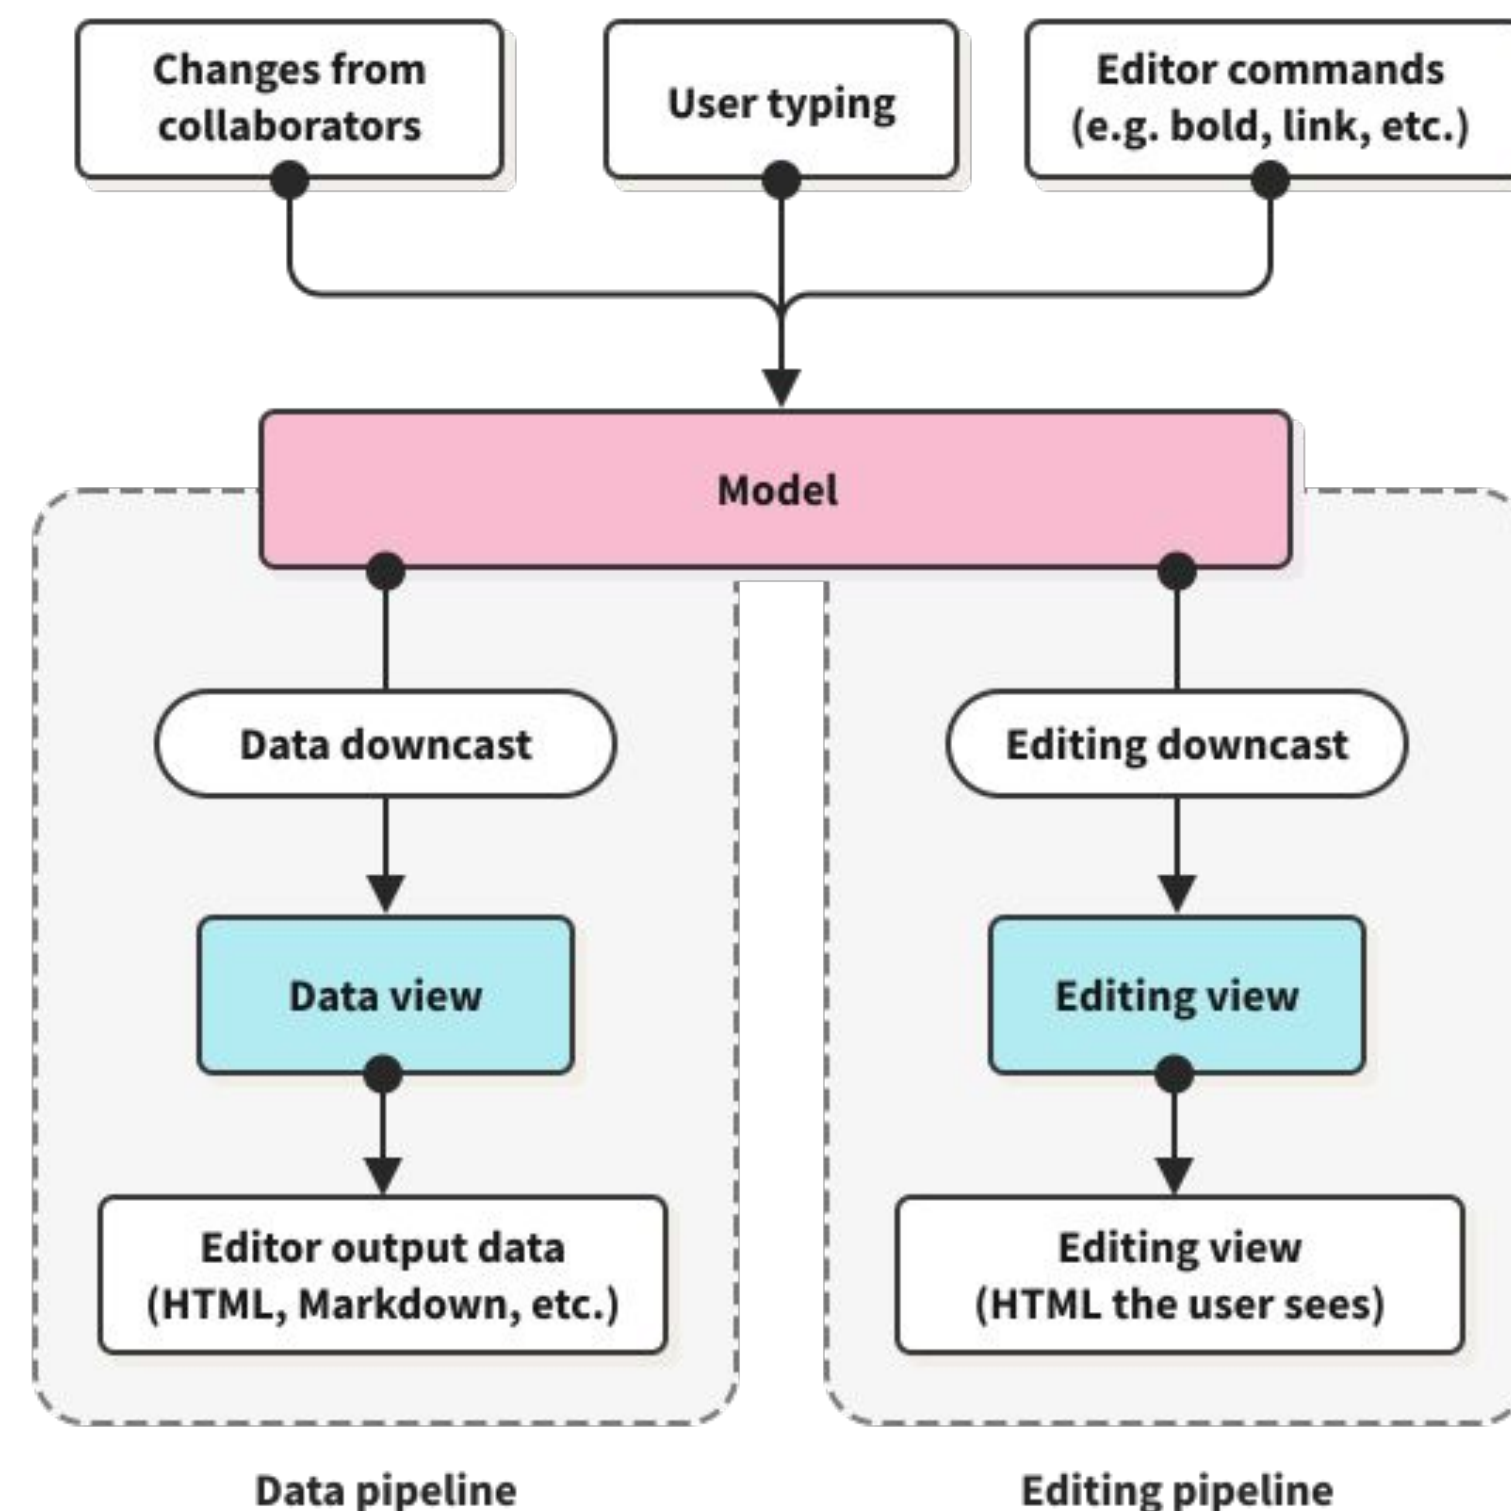 Changes from
collaborators
User typing
Editor commands
(e.g. bold, link, etc.)
Model
Data downcast
Editing downcast
Data view
Editing view
Editor output data
(HTML, Markdown, etc.)
Editing view
(HTML the user sees)
Data pipeline
Editing pipeline